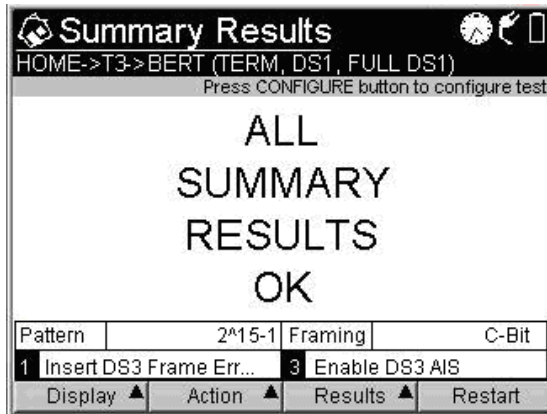 Summary Results
HOME->T3->BERT (TERM, DS1, FULL DS1)
Press CONFIGURE button to configure test
ALL
SUMMARY
RESULTS
OK
Pattern 2^15-1 Framing C-Bit
1 Insert DS3 Frame Err... 3 Enable DS3 AIS
Display Action Results Restart